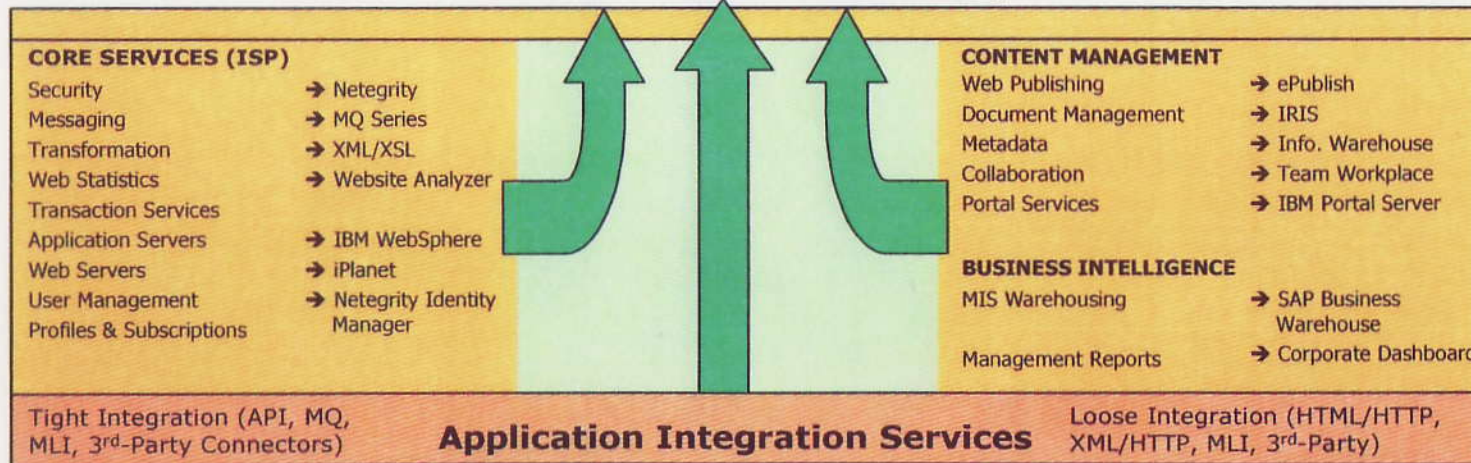 CORE SERVICES (ISP)
Security → Netegrity
Messaging → MQ Series
Transformation → XML/XSL
Web Statistics → Website Analyzer
Transaction Services
Application Servers → IBM WebSphere
Web Servers → iPlanet
User Management → Netegrity Identity
Profiles & Subscriptions Manager
CONTENT MANAGEMENT
Web Publishing → ePublish
Document Management → IRIS
Metadata → Info. Warehouse
Collaboration → Team Workplace
Portal Services → IBM Portal Server
BUSINESS INTELLIGENCE
MIS Warehousing → SAP Business
Warehouse
Management Reports → Corporate Dashboard
Tight Integration (API, MQ,
MLI, 3rd-Party Connectors)
Application Integration Services
Loose Integration (HTML/HTTP,
XML/HTTP, MLI, 3rd-Party)